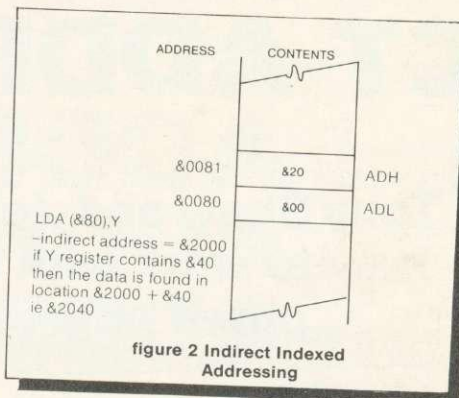 ADDRESS CONTENTS
&0081 &20 ADH
&0080 &00 ADL
LDA (&80),Y
–indirect address = &2000
if Y register contains &40
then the data is found in
location &2000 + &40
ie &2040
figure 2 Indirect Indexed
Addressing